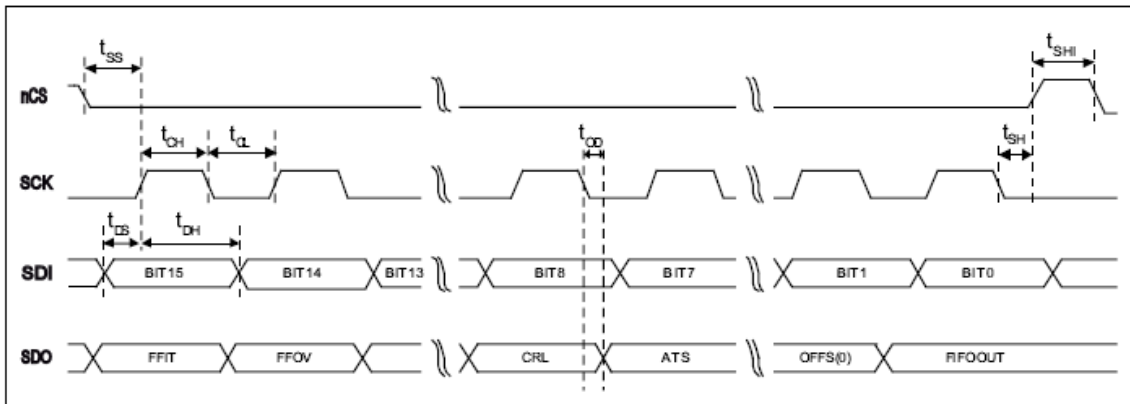 tSS
tSHI
nCS
tCH tCL tOD tSH
SCK
tDS tDH
SDI BIT15 BIT14 BIT13 BIT8 BIT7 BIT1 BIT0
SDO FFIT FFOV CRL ATS OFFS(0) FIFOOUT